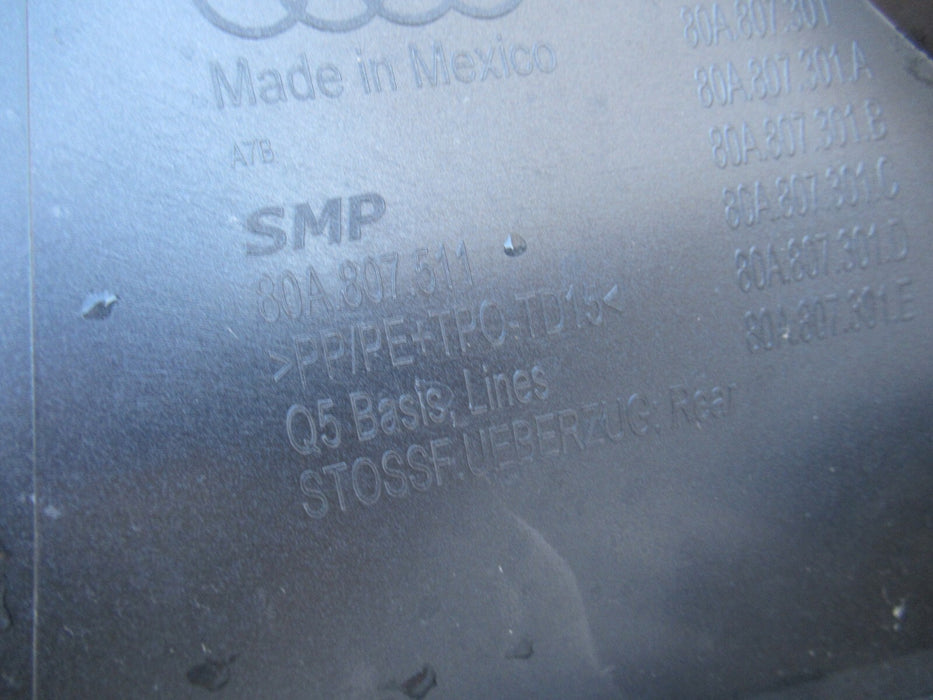 Made in Mexico
A7B
SMP
80A.807.511
>PP/PE+TPO-TD15<
Q5 Basis, Lines
STOSSF.UEBERZUG, Rear
80A.807.301
80A.807.301.A
80A.807.301.B
80A.807.301.C
80A.807.301.D
80A.807.301.E